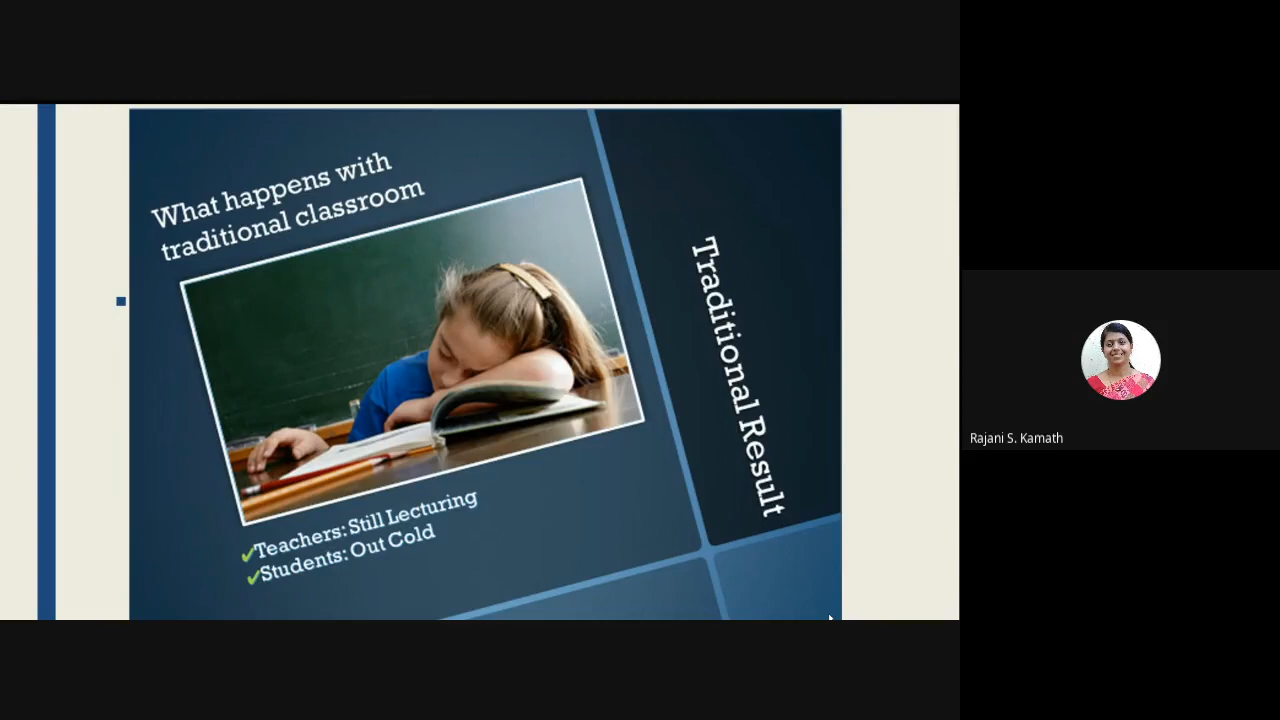 What happens with
traditional classroom
Traditional Result
Teachers: Still Lecturing
Students: Out Cold
Rajani S. Kamath